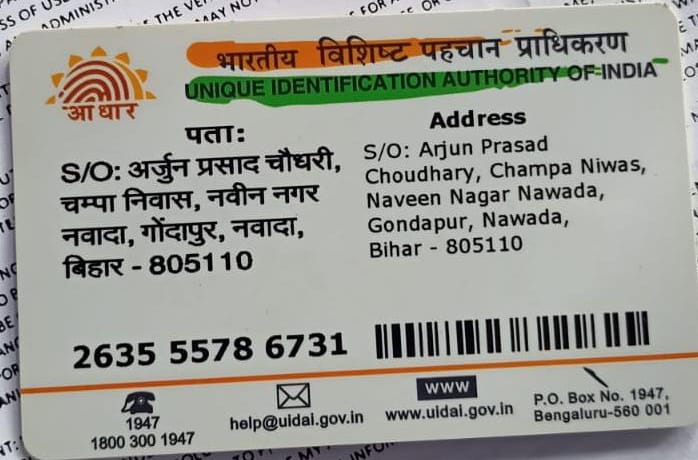 भारतीय विशिष्ट पहचान प्राधिकरण
UNIQUE IDENTIFICATION AUTHORITY OF INDIA
आधार
पता:
S/O: अर्जुन प्रसाद चौधरी,
चम्पा निवास, नवीन नगर
नवादा, गोंदापुर, नवादा,
बिहार - 805110
Address
S/O: Arjun Prasad
Choudhary, Champa Niwas,
Naveen Nagar Nawada,
Gondapur, Nawada,
Bihar - 805110
2635 5578 6731
1947
1800 300 1947
help@uidai.gov.in
www
www.uidai.gov.in
P.O. Box No. 1947,
Bengaluru-560 001